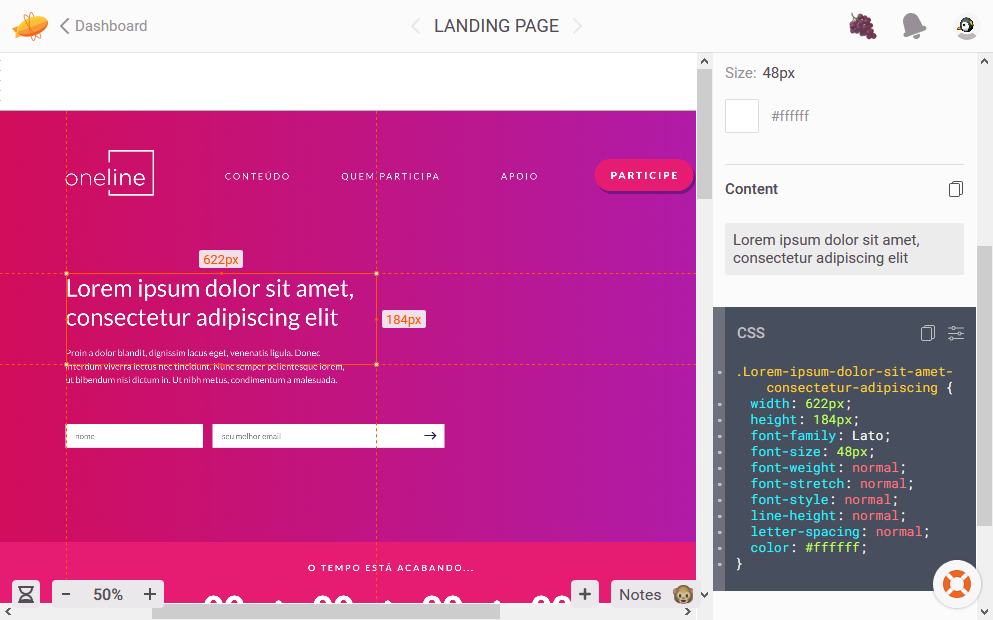 Dashboard
LANDING PAGE
Size: 48px
#ffffff
Content
Lorem ipsum dolor sit amet,
consectetur adipiscing elit
CSS
.Lorem-ipsum-dolor-sit-amet-
consectetur-adipiscing {
width: 622px;
height: 184px;
font-family: Lato;
font-size: 48px;
font-weight: normal;
font-stretch: normal;
font-style: normal;
line-height: normal;
letter-spacing: normal;
color: #ffffff;
}
oneline
CONTEÚDO
QUEM PARTICIPA
APOIO
PARTICIPE
622px
Lorem ipsum dolor sit amet,
consectetur adipiscing elit
184px
Proin a dolor blandit, dignissim lacus eget, venenatis ligula. Donec
interdum viverra lectus nec tincidunt. Nunc semper pellentesque lorem,
ut bibendum nisi dictum in. Ut nibh metus, condimentum a malesuada.
nome
seu melhor email
O TEMPO ESTÁ ACABANDO...
− 50% +
+
Notes